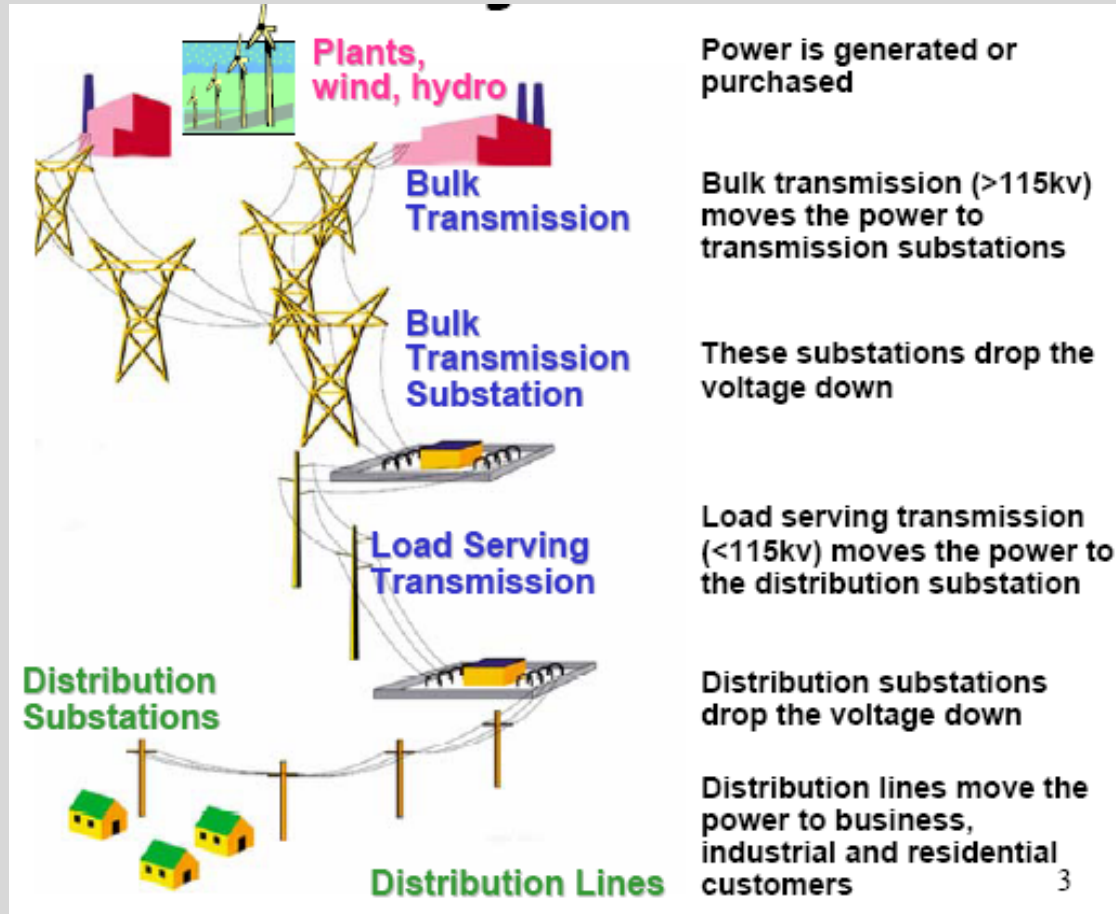 Plants,
wind, hydro
Power is generated or
purchased
Bulk
Transmission
Bulk transmission (>115kv)
moves the power to
transmission substations
Bulk
Transmission
Substation
These substations drop the
voltage down
Load Serving
Transmission
Load serving transmission
(<115kv) moves the power to
the distribution substation
Distribution
Substations
Distribution substations
drop the voltage down
Distribution Lines
Distribution lines move the
power to business,
industrial and residential
customers
3